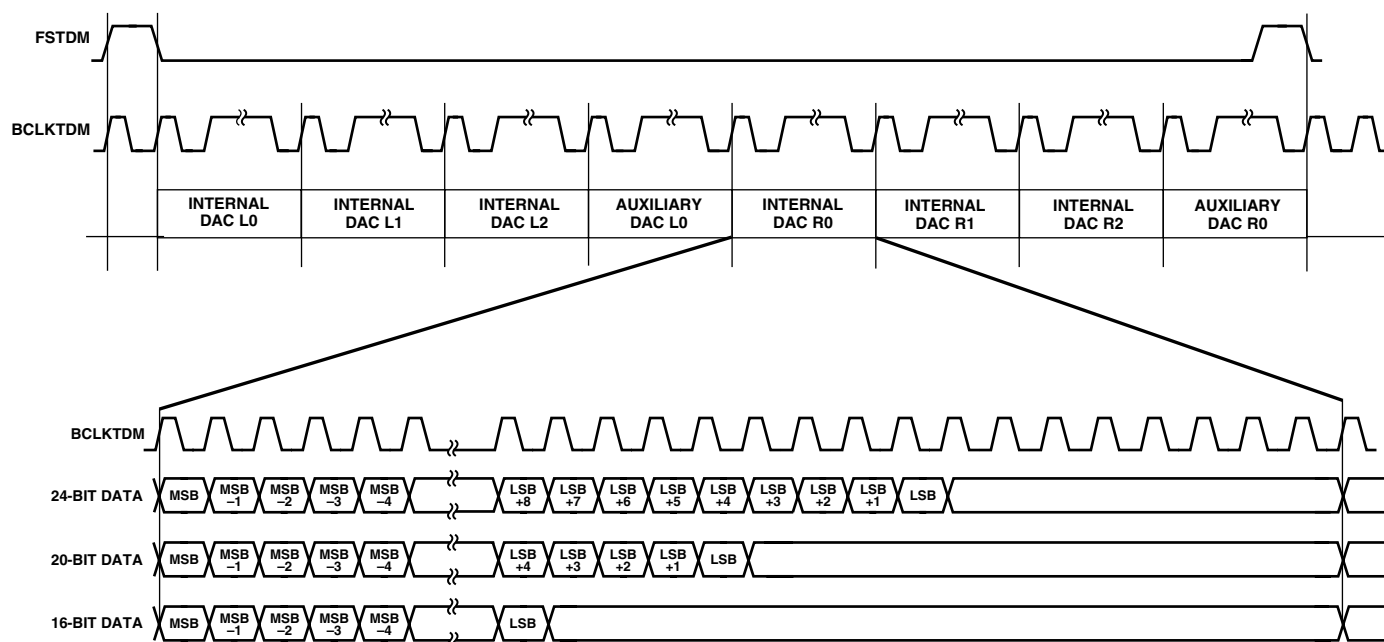 FSTDM
BCLKTDM
INTERNAL DAC L0
INTERNAL DAC L1
INTERNAL DAC L2
AUXILIARY DAC L0
INTERNAL DAC R0
INTERNAL DAC R1
INTERNAL DAC R2
AUXILIARY DAC R0
BCLKTDM
24-BIT DATA MSB MSB –1 MSB –2 MSB –3 MSB –4 LSB +8 LSB +7 LSB +6 LSB +5 LSB +4 LSB +3 LSB +2 LSB +1 LSB
20-BIT DATA MSB MSB –1 MSB –2 MSB –3 MSB –4 LSB +4 LSB +3 LSB +2 LSB +1 LSB
16-BIT DATA MSB MSB –1 MSB –2 MSB –3 MSB –4 LSB